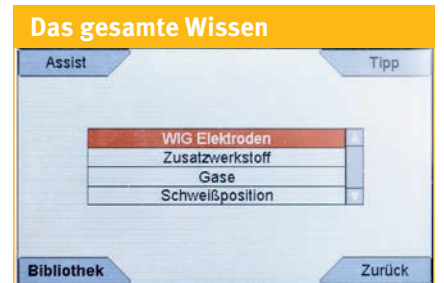 Das gesamte Wissen
Assist
Tipp
WIG Elektroden
Zusatzwerkstoff
Gase
Schweißposition
Bibliothek
Zurück